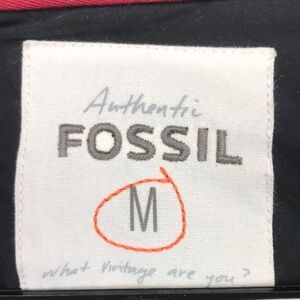 Authentic
FOSSIL
M
what vintage are you?